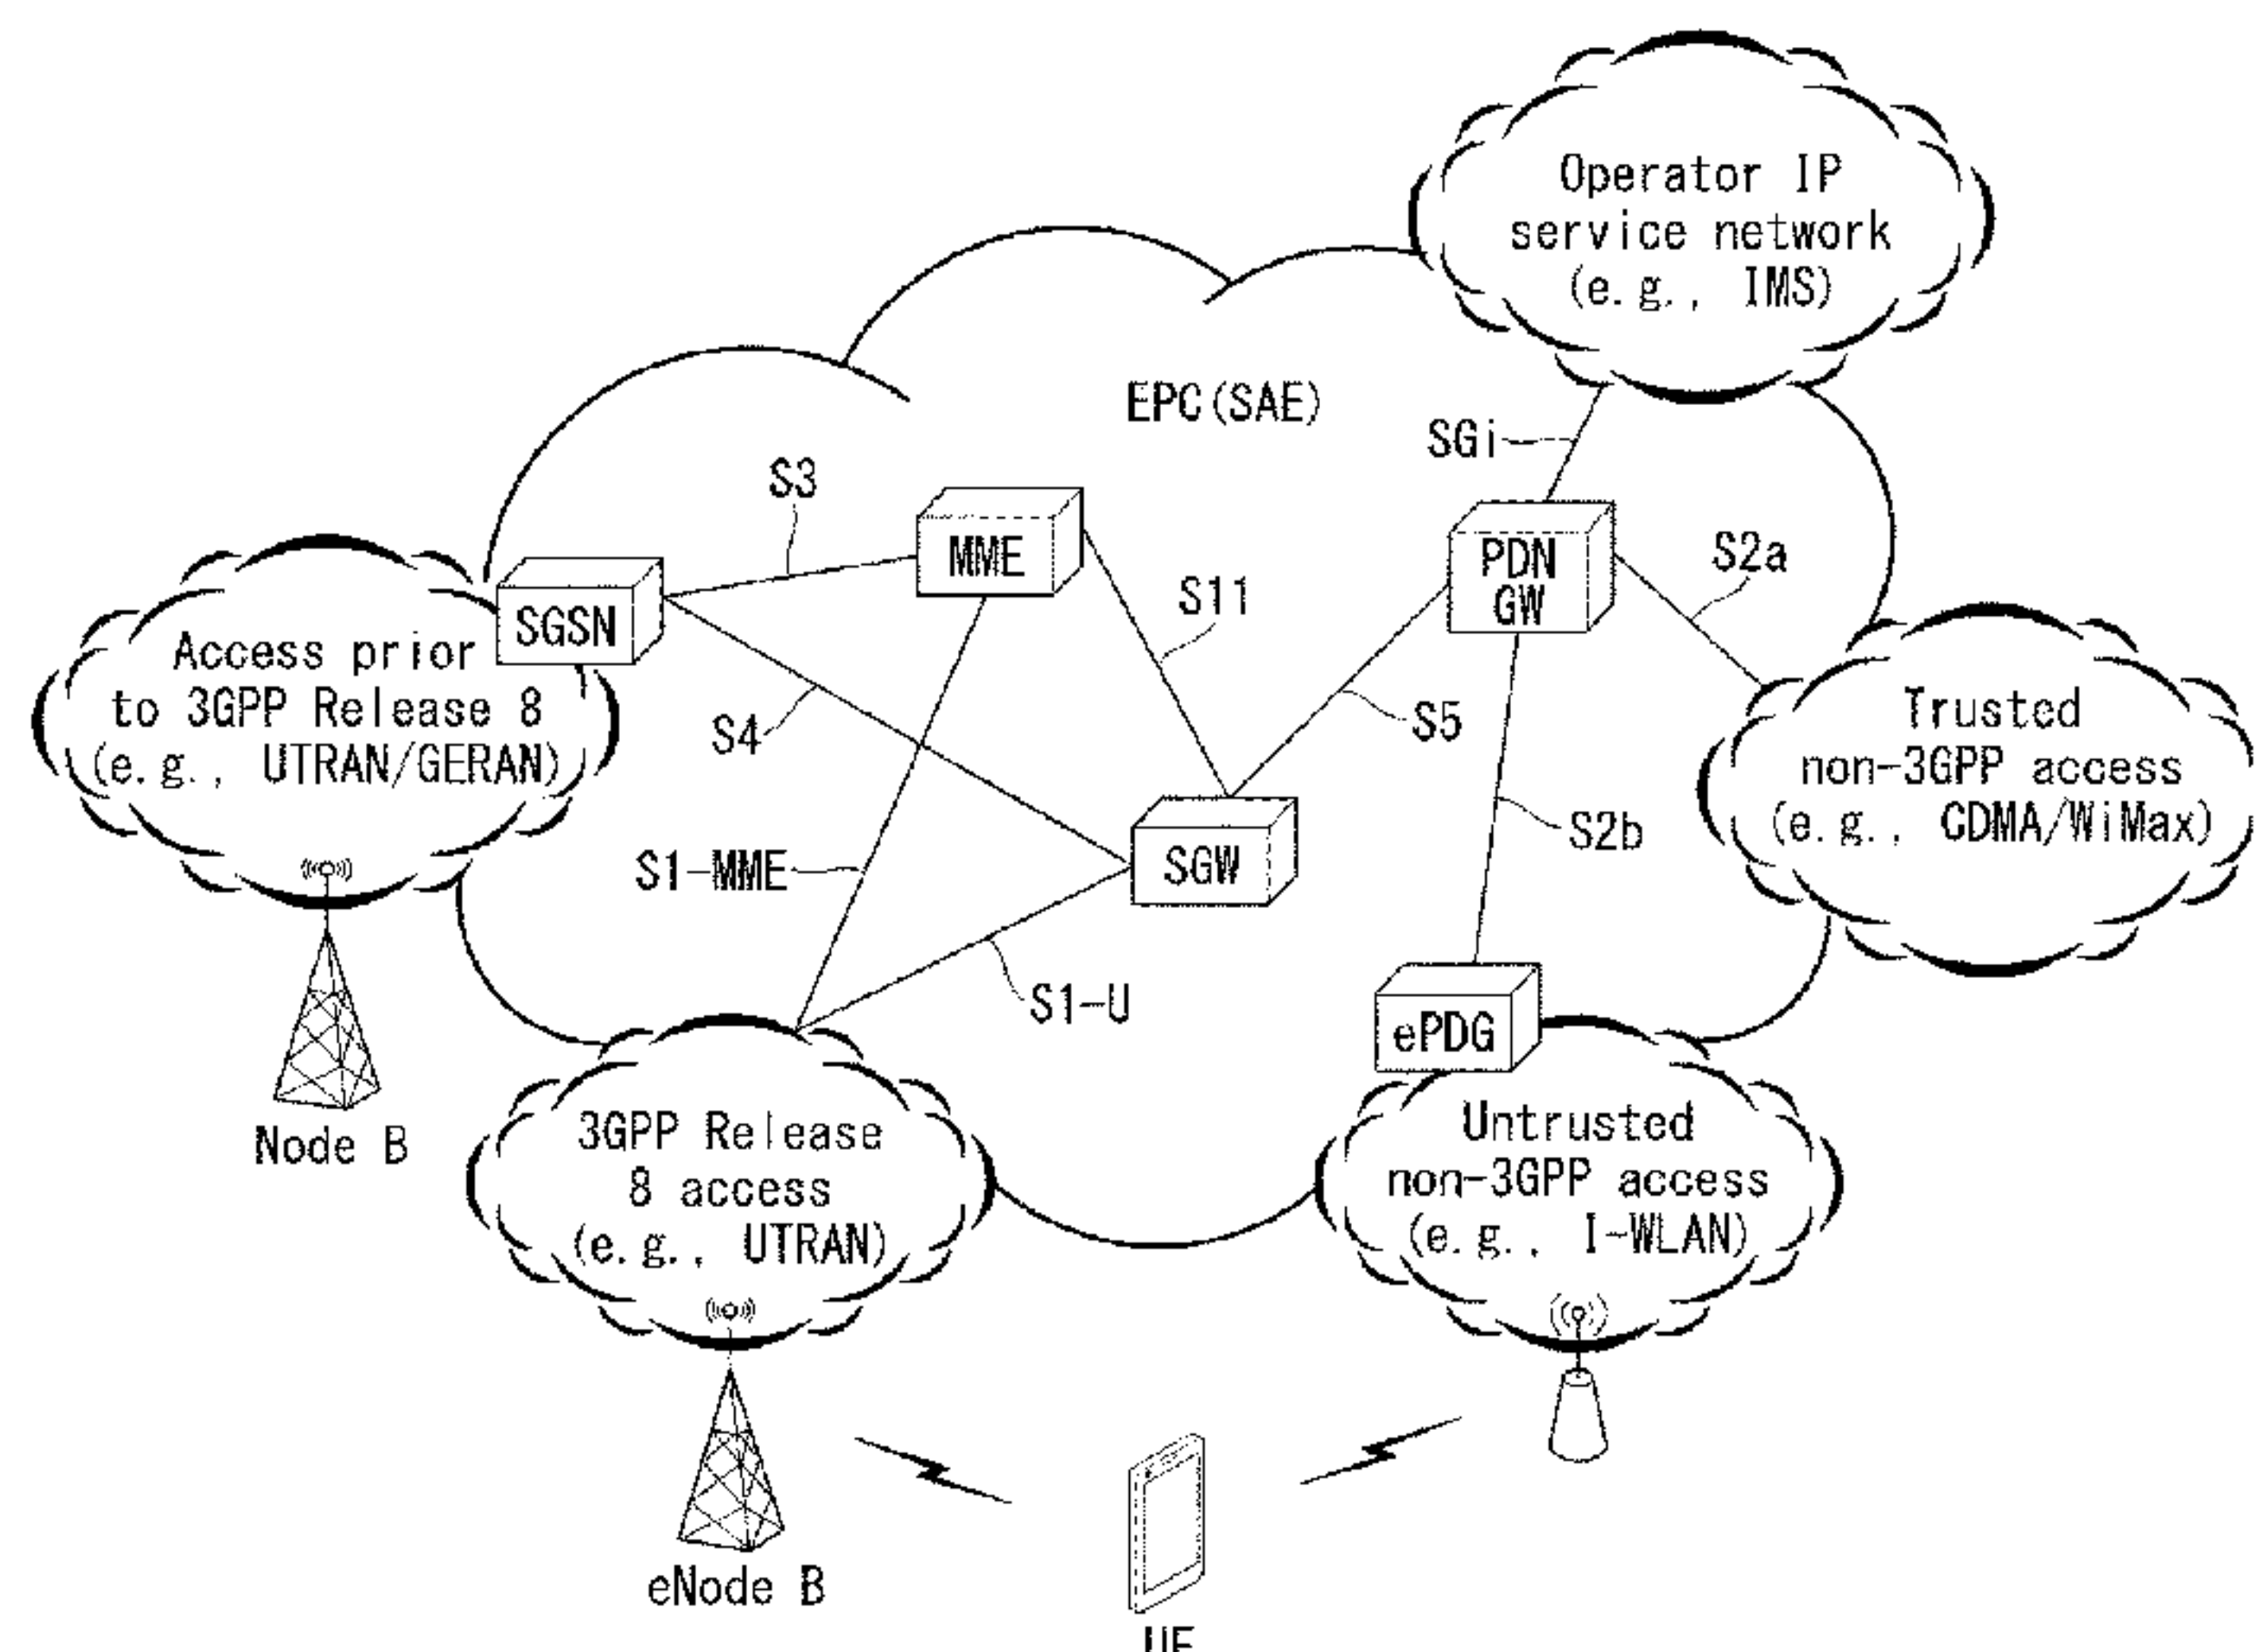 Operator IP
service network
(e.g., IMS)
EPC(SAE)
SGi
S3
MME
PDN
GW
S2a
S11
SGSN
Access prior
to 3GPP Release 8
(e.g., UTRAN/GERAN)
S4
S5
Trusted
non-3GPP access
(e.g., CDMA/WiMax)
S2b
S1-MME
SGW
S1-U
ePDG
Node B
3GPP Release
8 access
(e.g., UTRAN)
Untrusted
non-3GPP access
(e.g., I-WLAN)
eNode B
UE